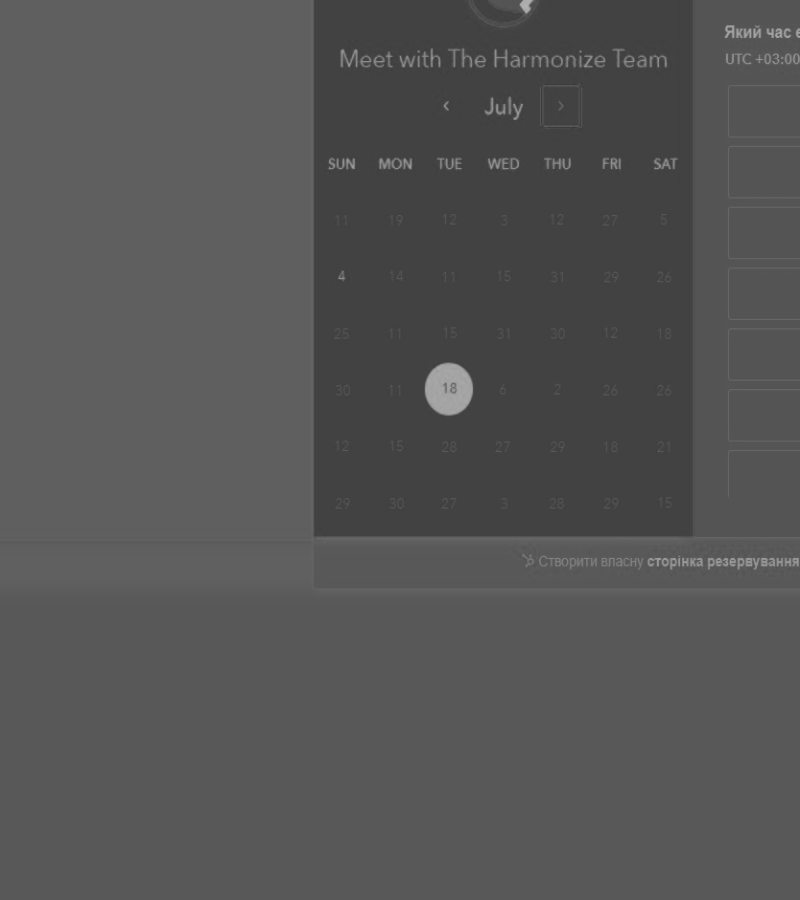 Meet with The Harmonize Team
July
SUN MON TUE WED THU FRI SAT
11 19 12 3 12 27 5
4 14 11 15 31 29 26
25 11 15 31 30 12 18
30 11 18 6 2 26 26
12 15 28 27 29 18 21
29 30 27 3 28 29 15
Який час
UTC +03:00
Створити власну сторінка резервування